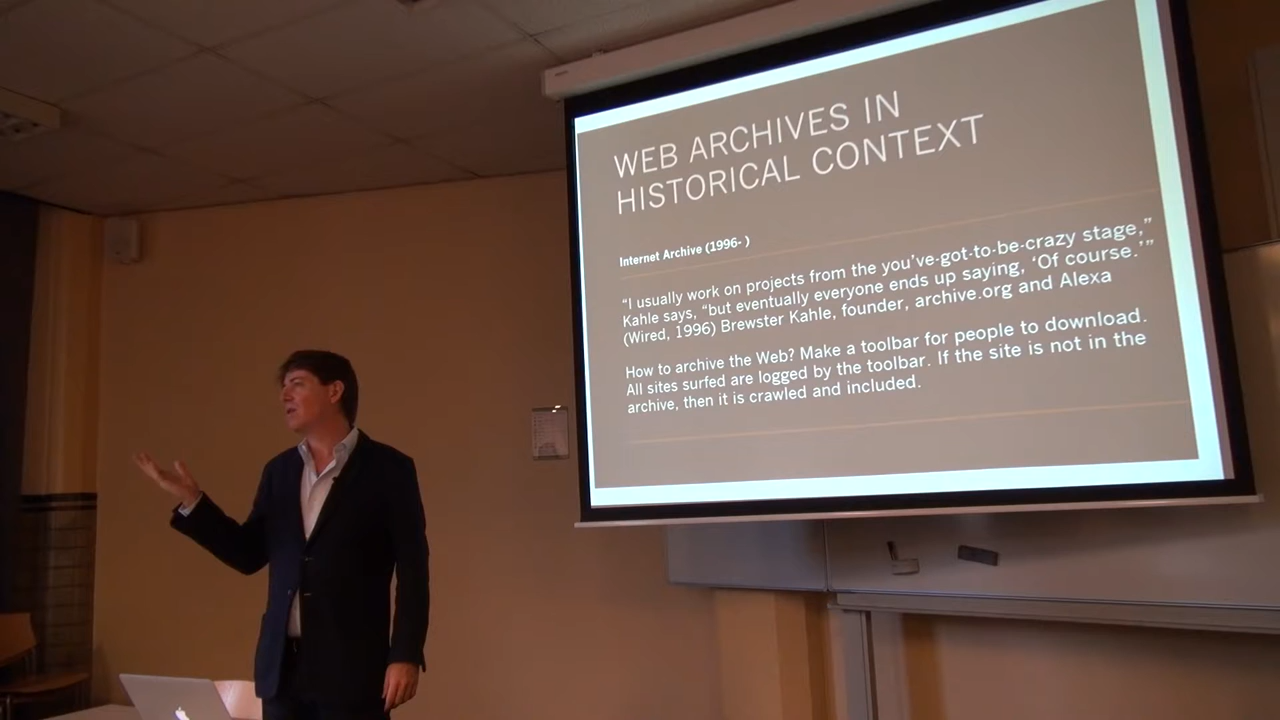 WEB ARCHIVES IN
HISTORICAL CONTEXT
Internet Archive (1996- )
“I usually work on projects from the you’ve-got-to-be-crazy stage,”
Kahle says, “but eventually everyone ends up saying, ‘Of course.’”
(Wired, 1996) Brewster Kahle, founder, archive.org and Alexa
How to archive the Web? Make a toolbar for people to download.
All sites surfed are logged by the toolbar. If the site is not in the
archive, then it is crawled and included.